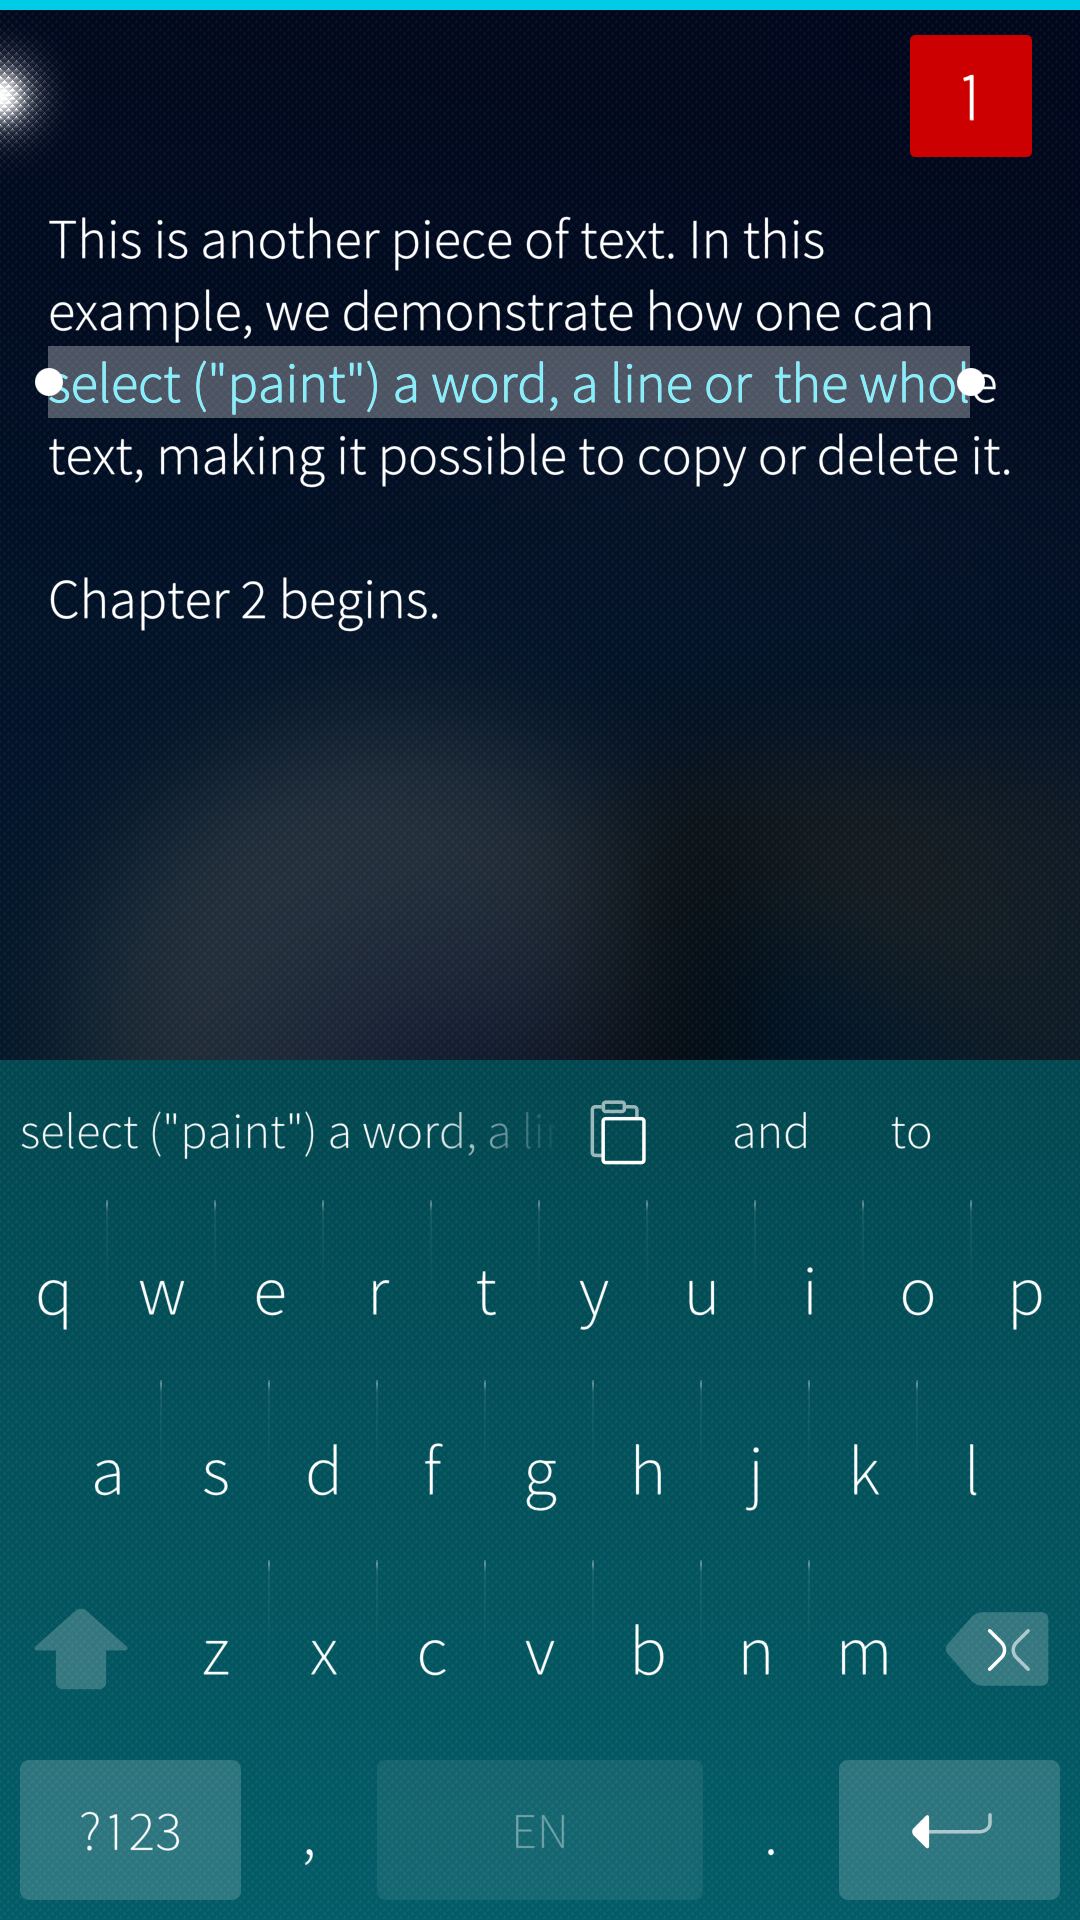 1
This is another piece of text. In this
example, we demonstrate how one can
select ("paint") a word, a line or  the whole
text, making it possible to copy or delete it.
Chapter 2 begins.
select ("paint") a word, a li
and to
q w e r t y u i o p
a s d f g h j k l
z x c v b n m
?123 , EN .